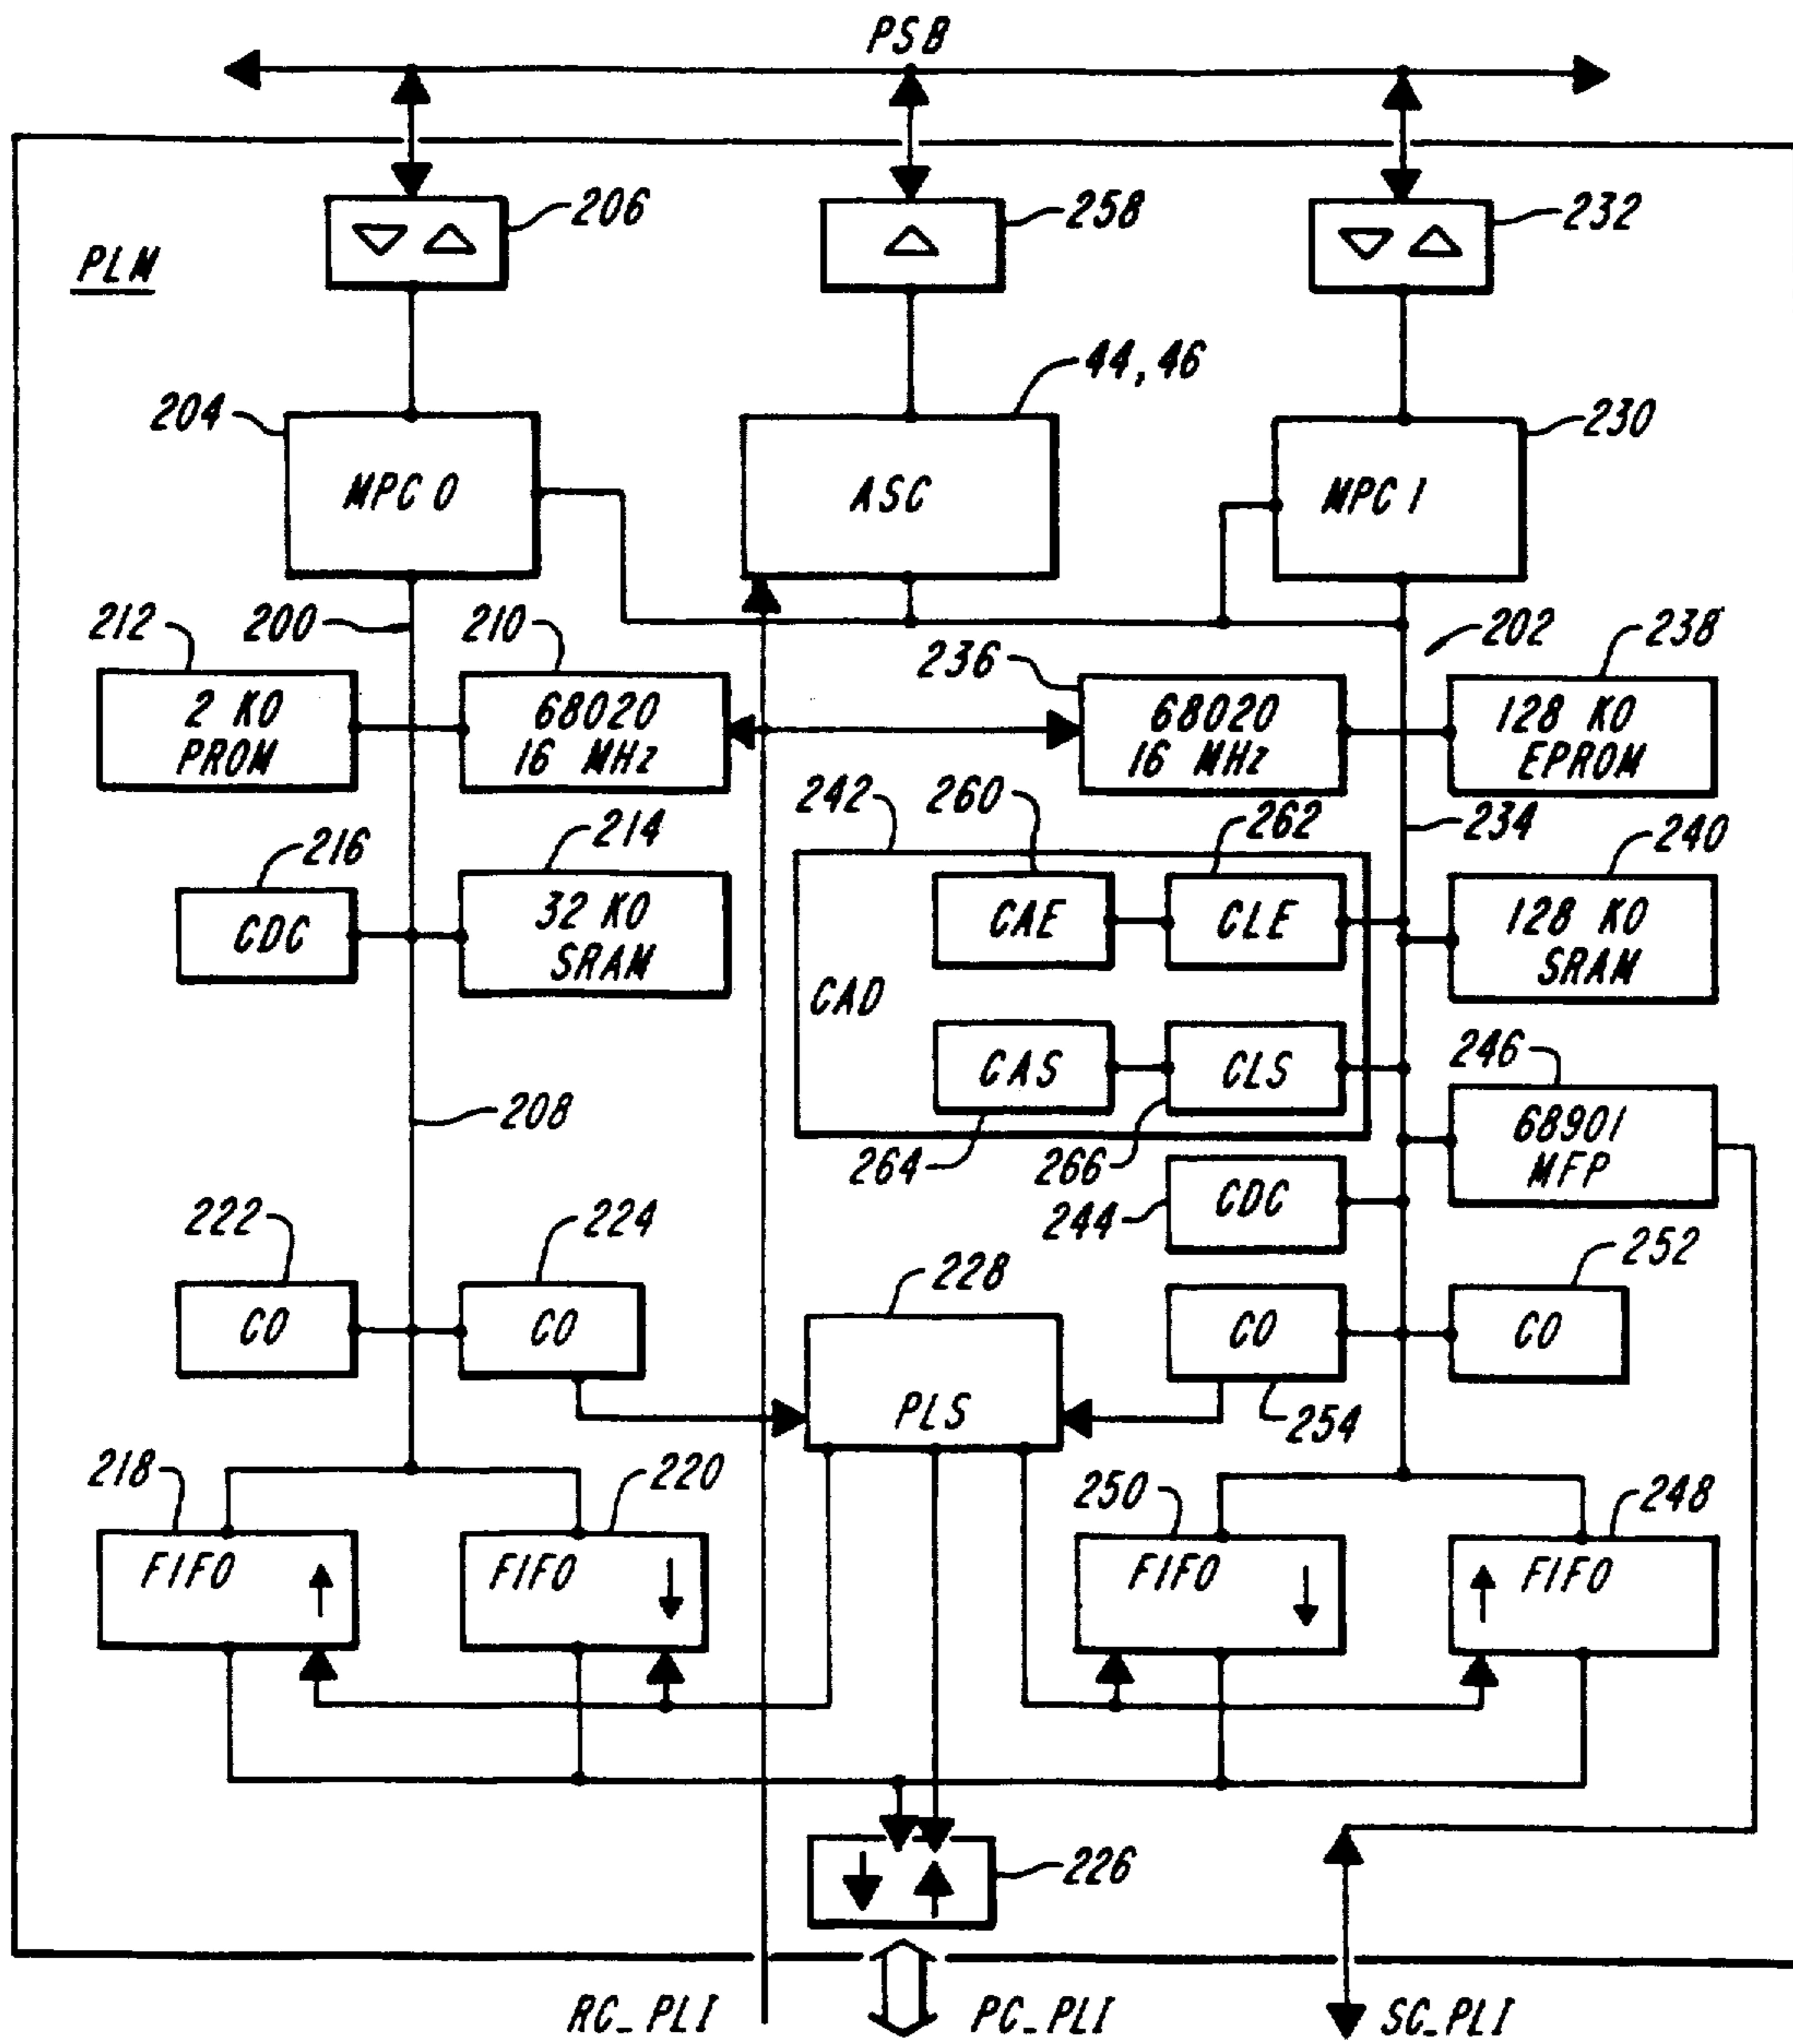 PSB
206
258
232
PLM
44, 46
204
230
MPC 0
ASC
MPC 1
212
200
210
236
202
238
2 KO
PROM
68020
16 MHz
68020
16 MHz
128 KO
EPROM
242
260
262
234
216
214
240
CDC
32 KO
SRAM
CAE
CLE
128 KO
SRAM
CAD
CAS
CLS
246
208
264
266
68901
MFP
222
224
244
CDC
228
252
CO
CO
CO
CO
PLS
254
218
220
250
248
FIFO
FIFO
FIFO
FIFO
226
RC_PLI
PC_PLI
SC_PLI